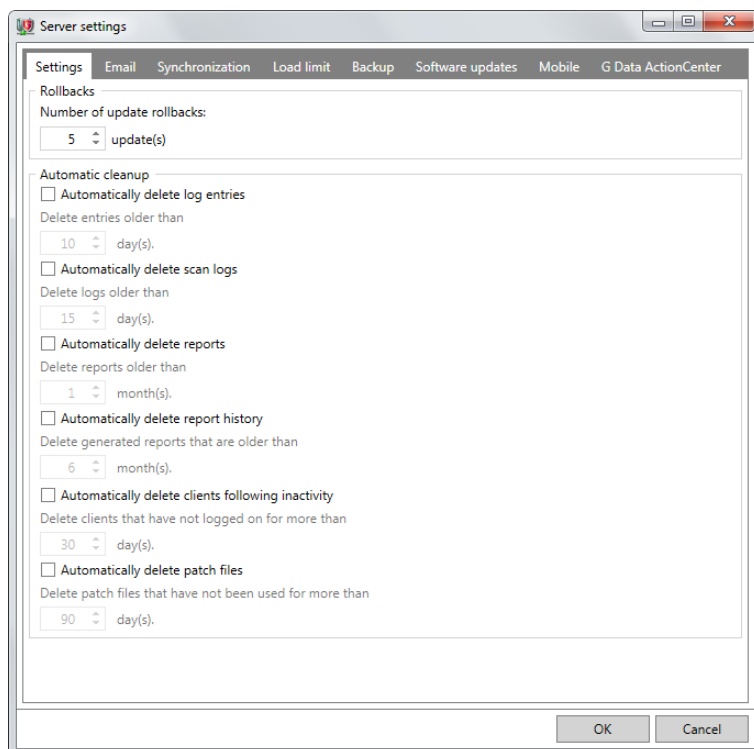 Server settings
Settings Email Synchronization Load limit Backup Software updates Mobile G Data ActionCenter
Rollbacks
Number of update rollbacks:
5 update(s)
Automatic cleanup
Automatically delete log entries
Delete entries older than
10 day(s).
Automatically delete scan logs
Delete logs older than
15 day(s).
Automatically delete reports
Delete reports older than
1 month(s).
Automatically delete report history
Delete generated reports that are older than
6 month(s).
Automatically delete clients following inactivity
Delete clients that have not logged on for more than
30 day(s).
Automatically delete patch files
Delete patch files that have not been used for more than
90 day(s).
OK Cancel